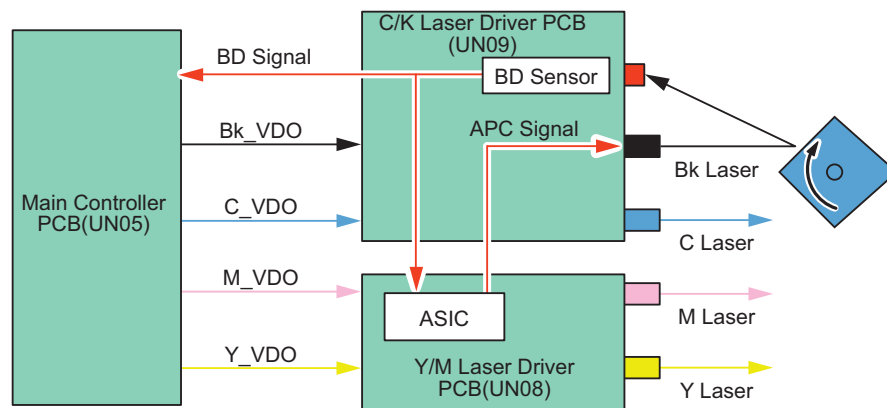 C/K Laser Driver PCB
(UN09)
BD Signal
BD Sensor
APC Signal
Bk_VDO
Bk Laser
Main Controller
PCB(UN05)
C_VDO
C Laser
M_VDO
ASIC
M Laser
Y_VDO
Y/M Laser Driver
PCB(UN08)
Y Laser